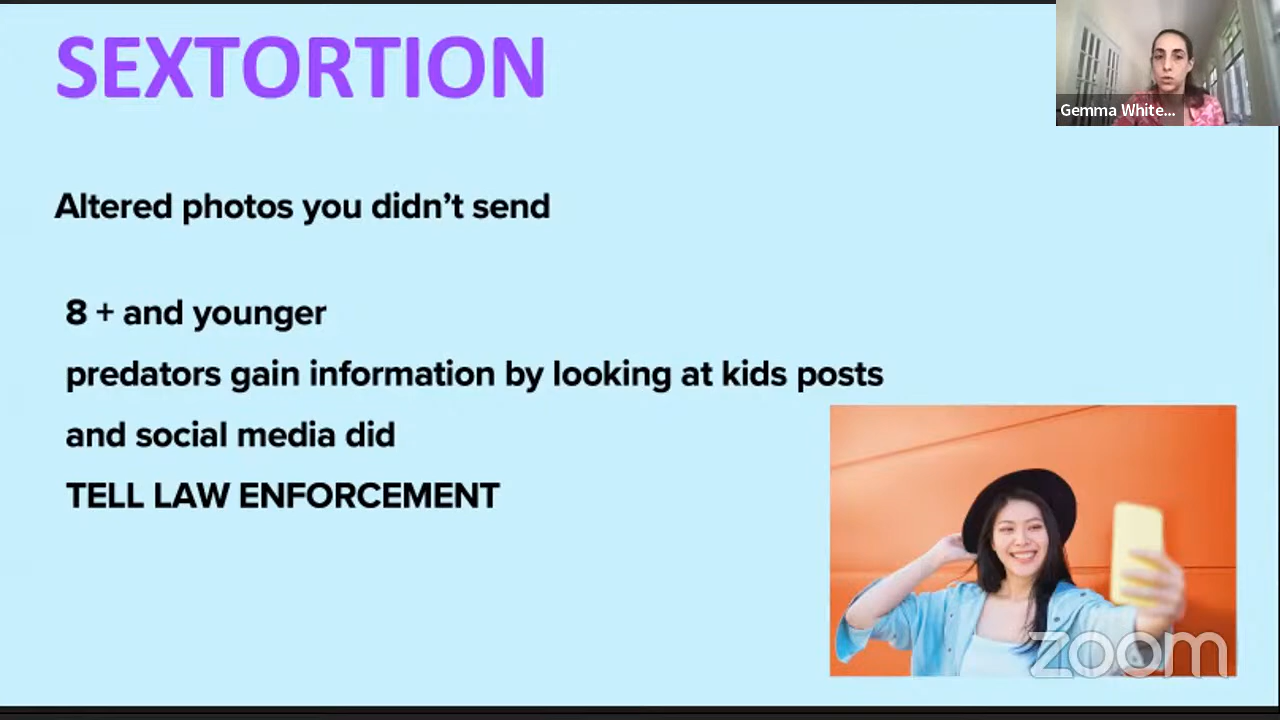 SEXTORTION
Gemma White...
Altered photos you didn't send
8 + and younger
predators gain information by looking at kids posts
and social media did
TELL LAW ENFORCEMENT
zoom